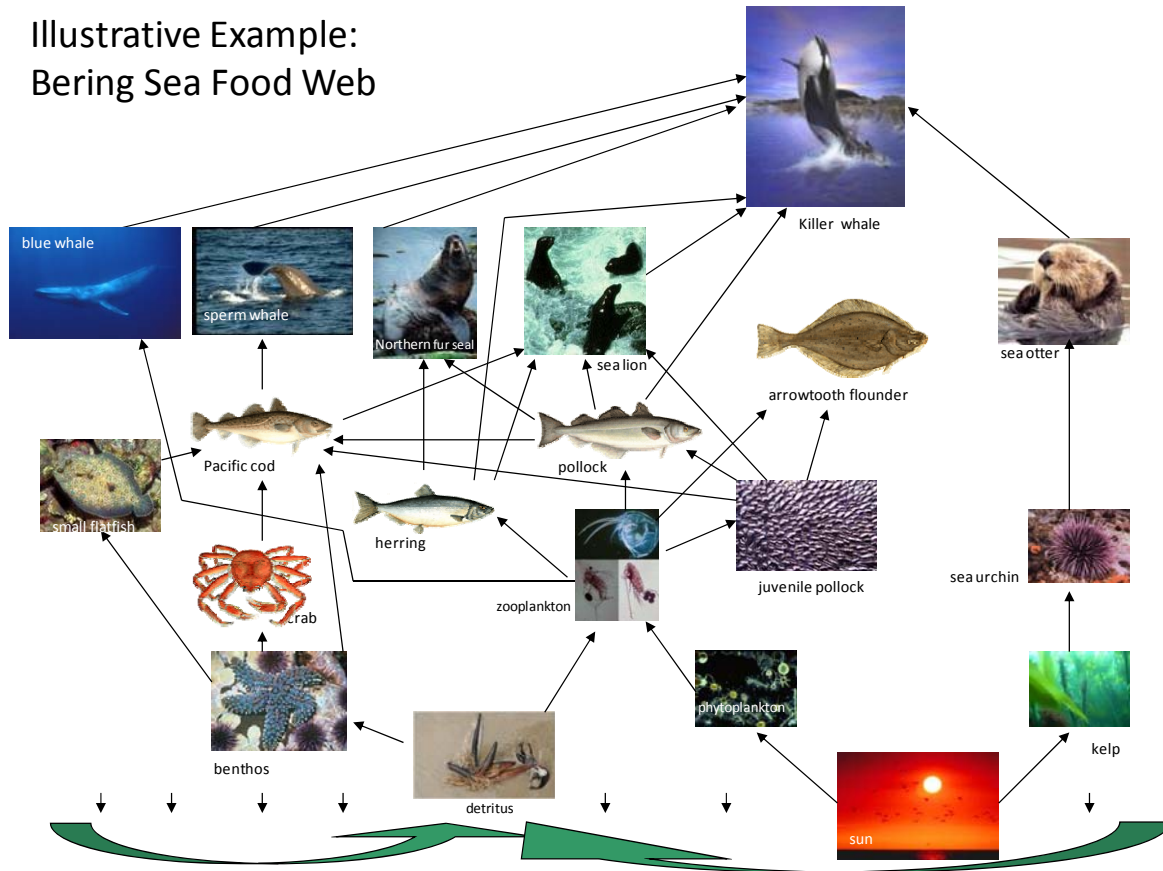 Illustrative Example:
Bering Sea Food Web
Killer whale
blue whale
sperm whale
Northern fur seal
sea lion
sea otter
arrowtooth flounder
Pacific cod
pollock
small flatfish
herring
juvenile pollock
sea urchin
zooplankton
crab
phytoplankton
kelp
benthos
detritus
sun